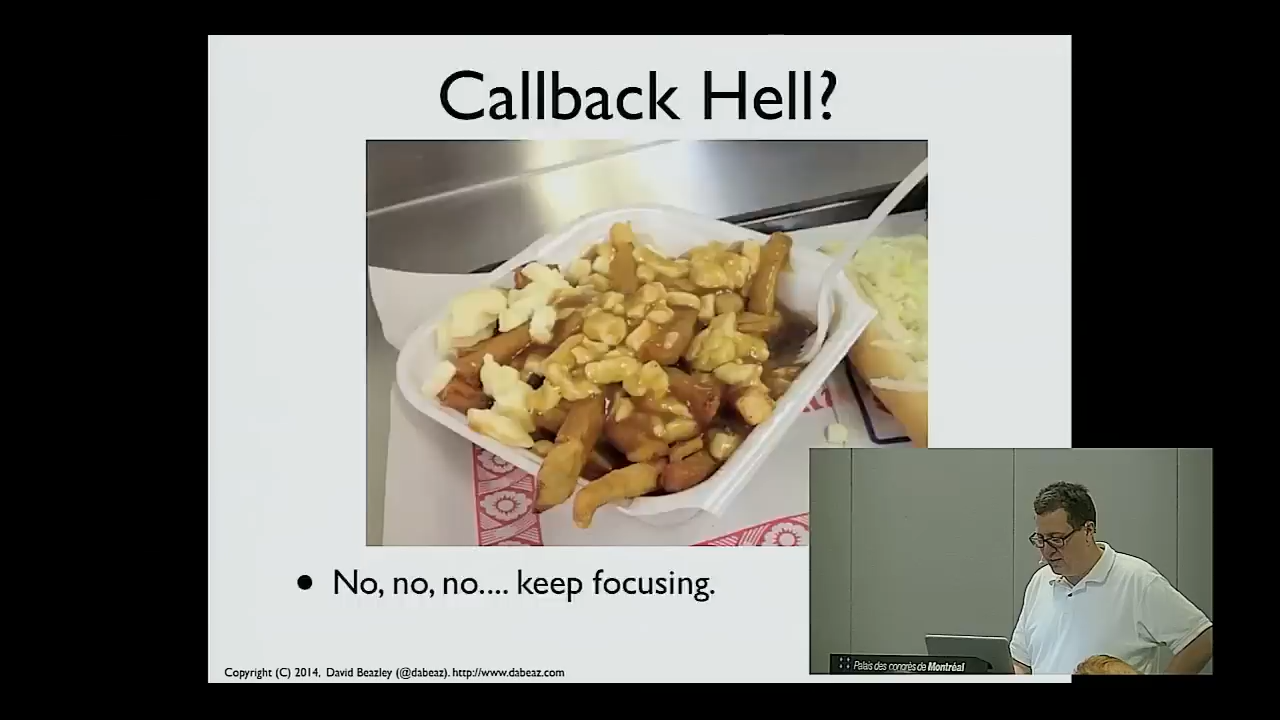 Callback Hell?
• No, no, no.... keep focusing.
Copyright (C) 2014, David Beazley (@dabeaz). http://www.dabeaz.com
Palais des congrès de Montréal